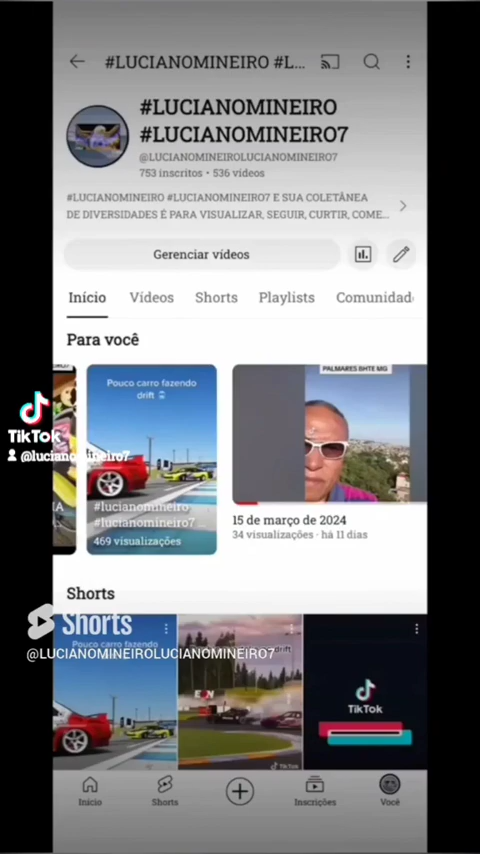 #LUCIANOMINEIRO #L...
#LUCIANOMINEIRO
#LUCIANOMINEIRO7
@LUCIANOMINEIROLUCIANOMINEIRO7
753 inscritos • 536 vídeos
#LUCIANOMINEIRO #LUCIANOMINEIRO7 E SUA COLETÂNEA
DE DIVERSIDADES É PARA VISUALIZAR, SEGUIR, CURTIR, COME...
Gerenciar vídeos
Início Vídeos Shorts Playlists Comunidad
Para você
Pouco carro fazendo
drift
PALMARES BHTE MG
TikTok
@lucianomineiro7
#lucianomineiro
#lucianomineiro7 ...
469 visualizações
15 de março de 2024
34 visualizações · há 11 dias
Shorts
Shorts
Pouco carro fazendo
drift
@LUCIANOMINEIROLUCIANOMINEIRO7
TikTok
TikTok
Início Shorts Inscrições Você